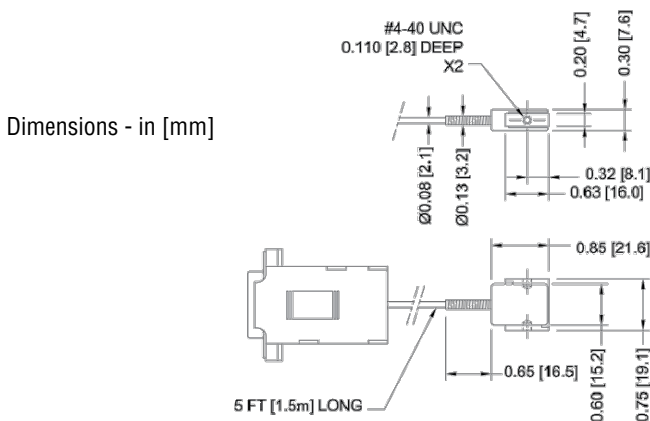 #4-40 UNC
0.110 [2.8] DEEP
X2
0.20 [4.7]
0.30 [7.6]
Dimensions - in [mm]
Ø0.08 [2.1]
Ø0.13 [3.2]
0.32 [8.1]
0.63 [16.0]
0.85 [21.6]
0.65 [16.5]
0.60 [15.2]
0.75 [19.1]
5 FT [1.5m] LONG